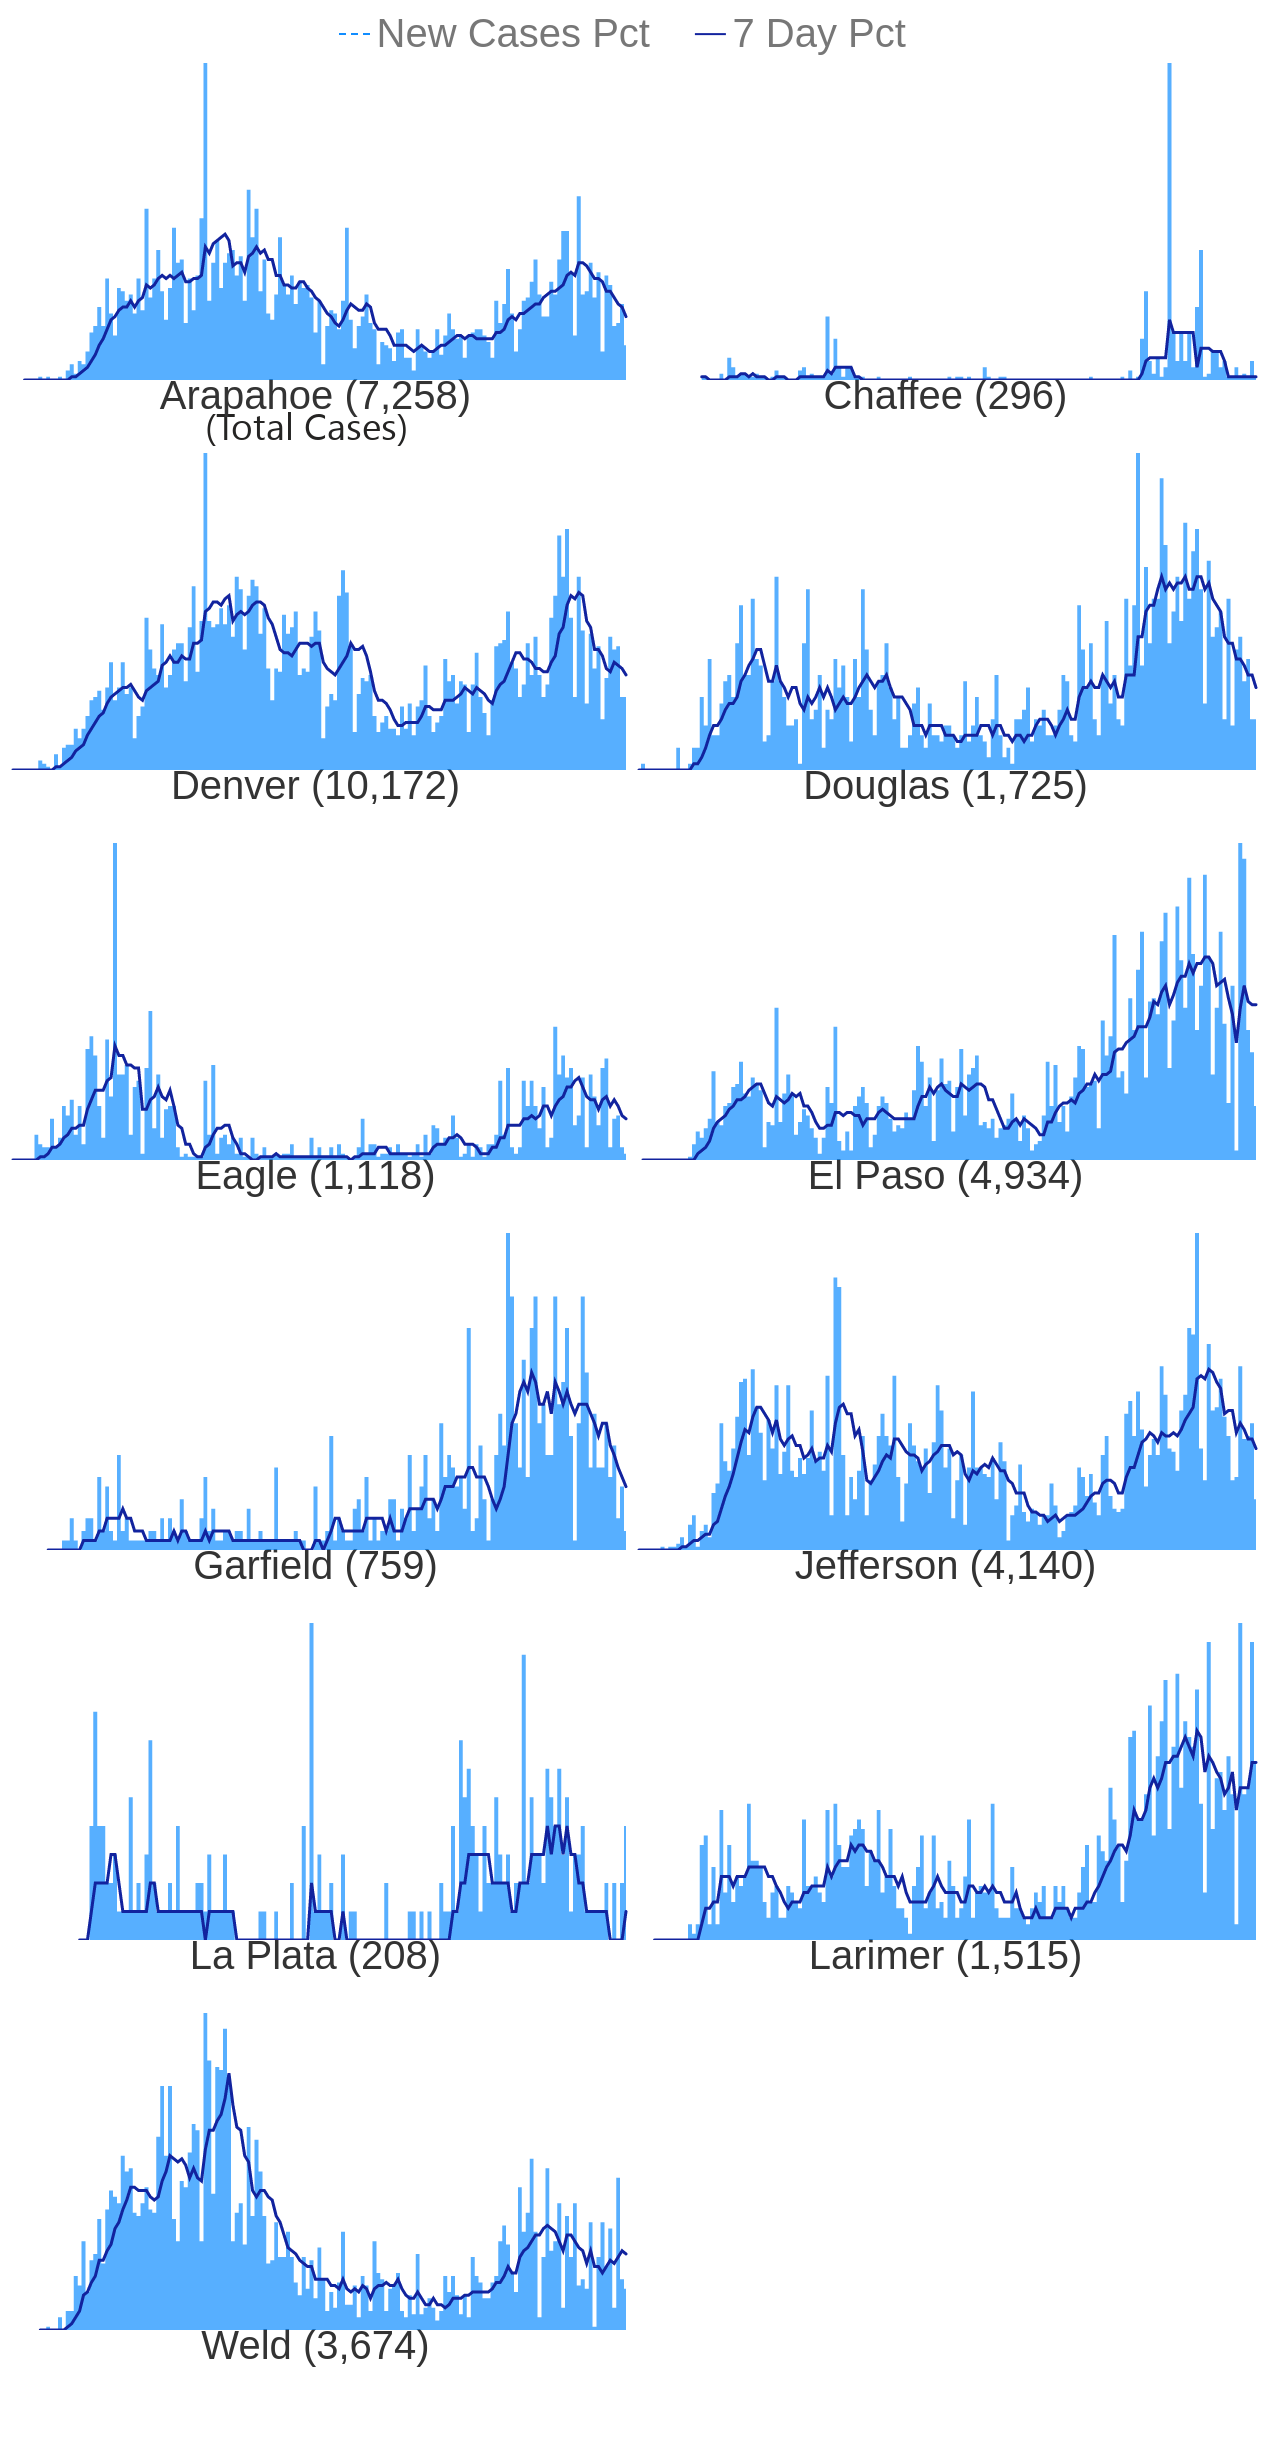 New Cases Pct 7 Day Pct
Arapahoe (7,258) Chaffee (296)
(Total Cases)
Denver (10,172) Douglas (1,725)
Eagle (1,118) El Paso (4,934)
Garfield (759) Jefferson (4,140)
La Plata (208) Larimer (1,515)
Weld (3,674)